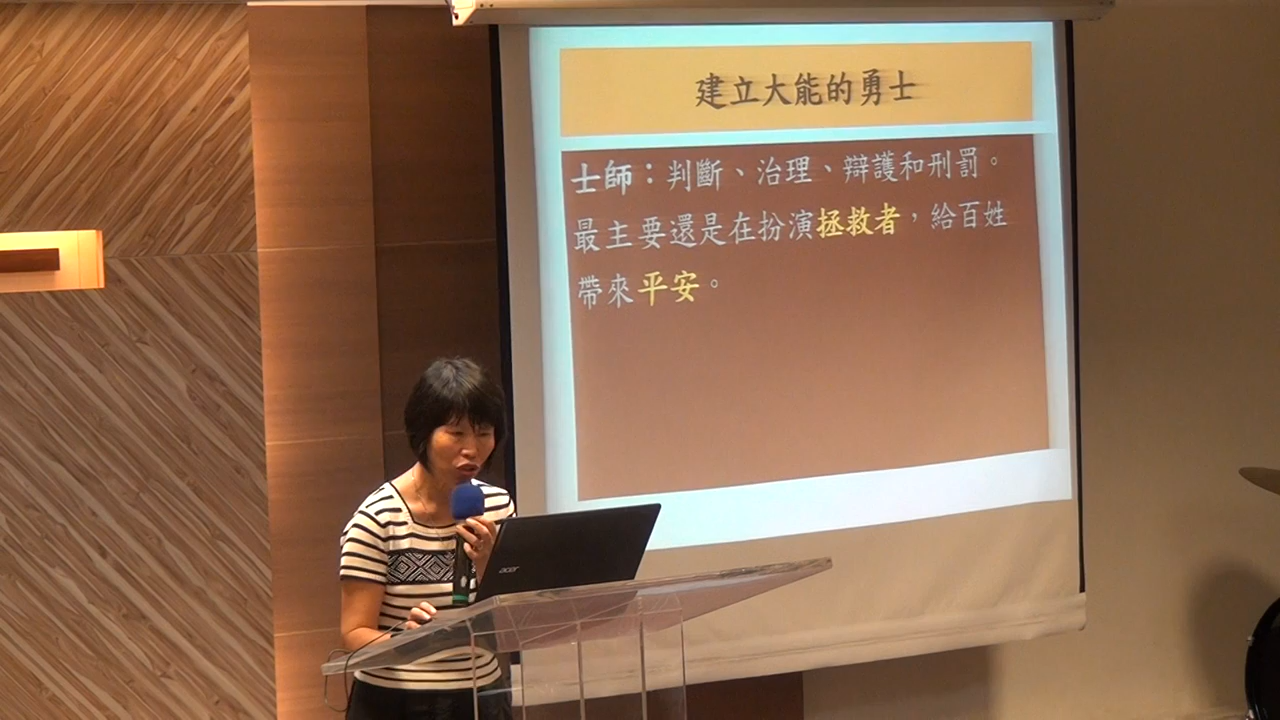 建立大能的勇士
士師：判斷、治理、辯護和刑罰。
最主要還是在扮演拯救者，給百姓
帶來平安。
acer